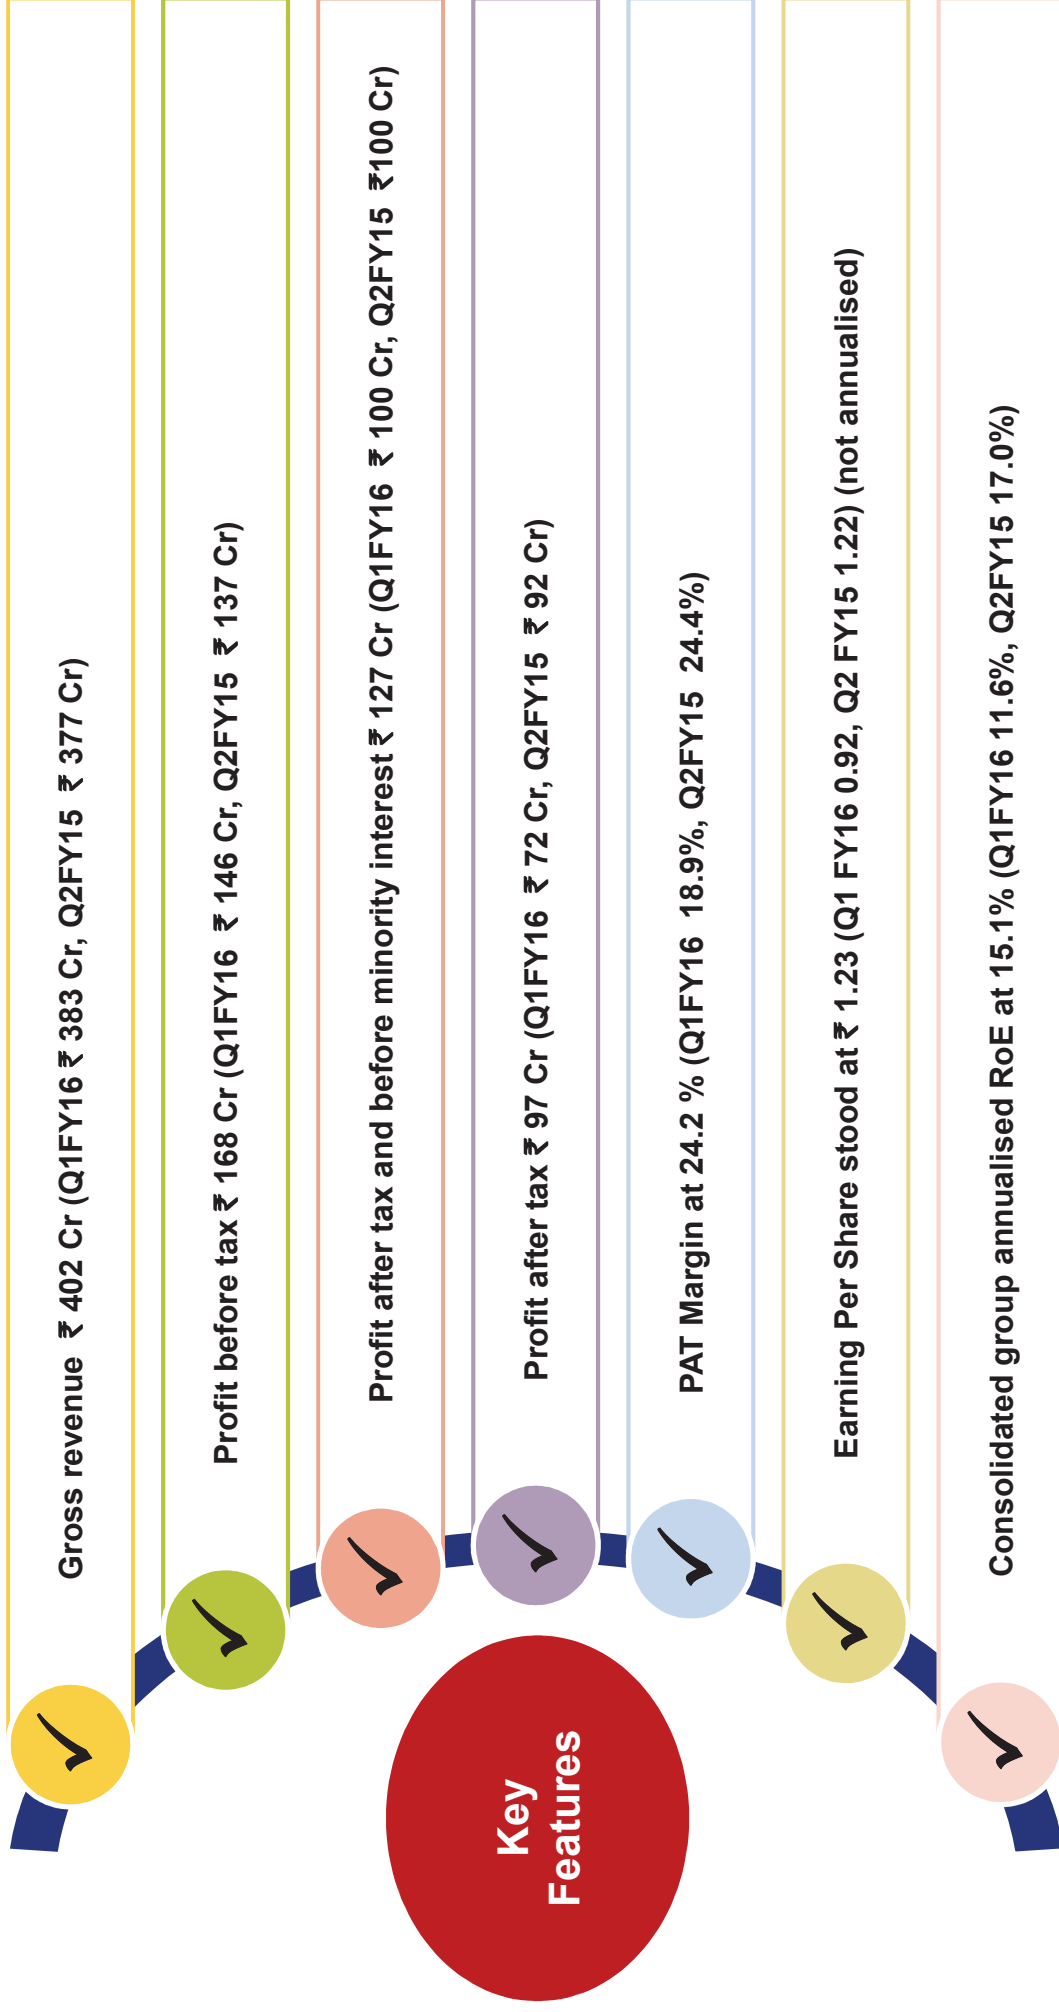 Key
Features
Gross revenue ₹ 402 Cr (Q1FY16 ₹ 383 Cr, Q2FY15 ₹ 377 Cr)
Profit before tax ₹ 168 Cr (Q1FY16 ₹ 146 Cr, Q2FY15 ₹ 137 Cr)
Profit after tax and before minority interest ₹ 127 Cr (Q1FY16 ₹ 100 Cr, Q2FY15 ₹100 Cr)
Profit after tax ₹ 97 Cr (Q1FY16 ₹ 72 Cr, Q2FY15 ₹ 92 Cr)
PAT Margin at 24.2 % (Q1FY16 18.9%, Q2FY15 24.4%)
Earning Per Share stood at ₹ 1.23 (Q1 FY16 0.92, Q2 FY15 1.22) (not annualised)
Consolidated group annualised RoE at 15.1% (Q1FY16 11.6%, Q2FY15 17.0%)